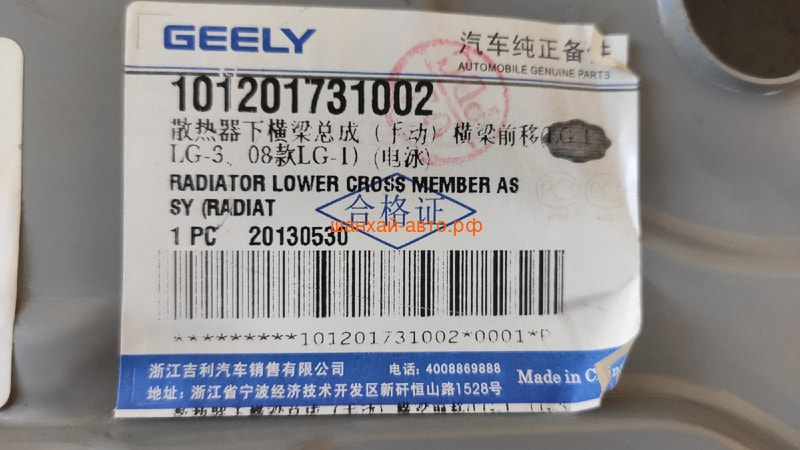 GEELY
汽车纯正备件
AUTOMOBILE GENUINE PARTS
101201731002
散热器下横梁总成（手动）横梁前移(LG-1
LG-3、08款LG-1）(电泳)
RADIATOR LOWER CROSS MEMBER AS
SY (RADIAT
合格证
шанхай-авто.рф
1 PC 20130530
*********101201731002*0001*P
浙江吉利汽车销售有限公司 电话: 4008869888
地址: 浙江省宁波经济技术开发区新矸恒山路1528号
Made in China